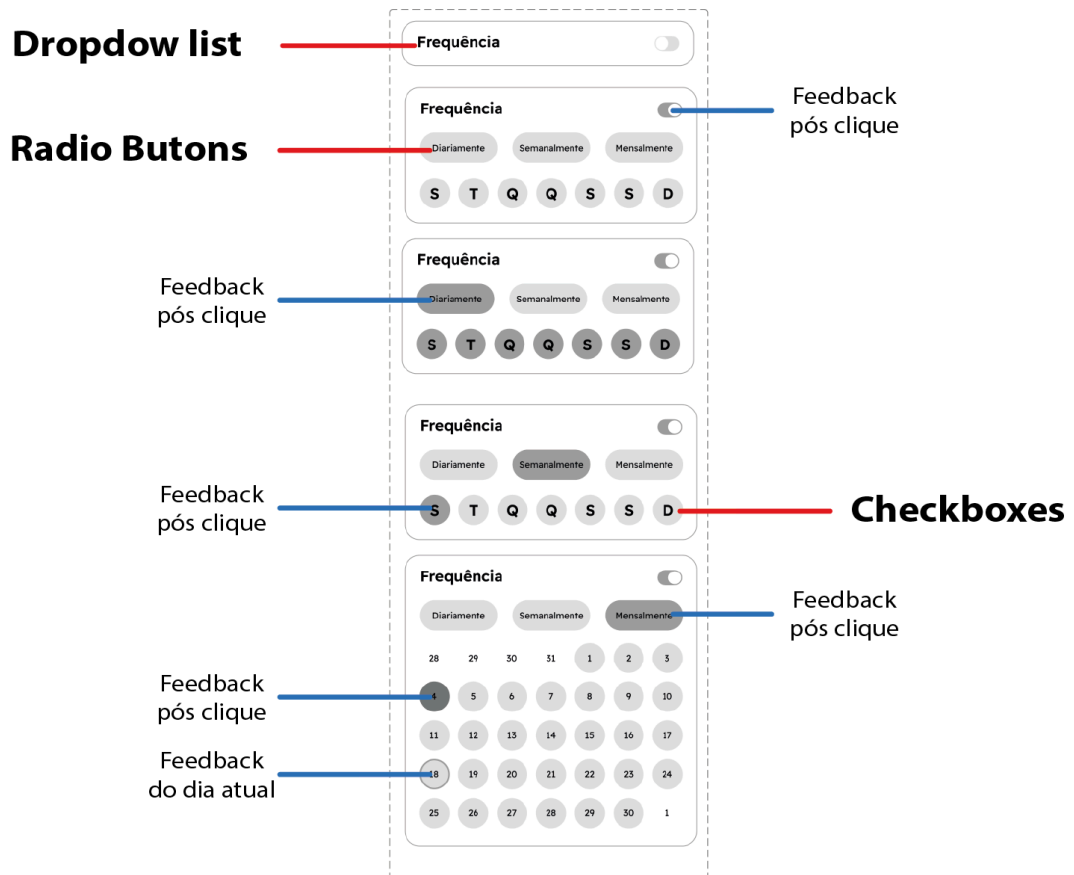 Dropdow list
Frequência
Feedback
pós clique
Frequência
Radio Butons
Diariamente Semanalmente Mensalmente
S T Q Q S S D
Frequência
Feedback
pós clique
Diariamente Semanalmente Mensalmente
S T Q Q S S D
Frequência
Diariamente Semanalmente Mensalmente
Feedback
pós clique
S T Q Q S S D
Checkboxes
Frequência
Feedback
pós clique
Diariamente Semanalmente Mensalmente
28 29 30 31 1 2 3
Feedback
pós clique
4 5 6 7 8 9 10
11 12 13 14 15 16 17
Feedback
do dia atual
18 19 20 21 22 23 24
25 26 27 28 29 30 1